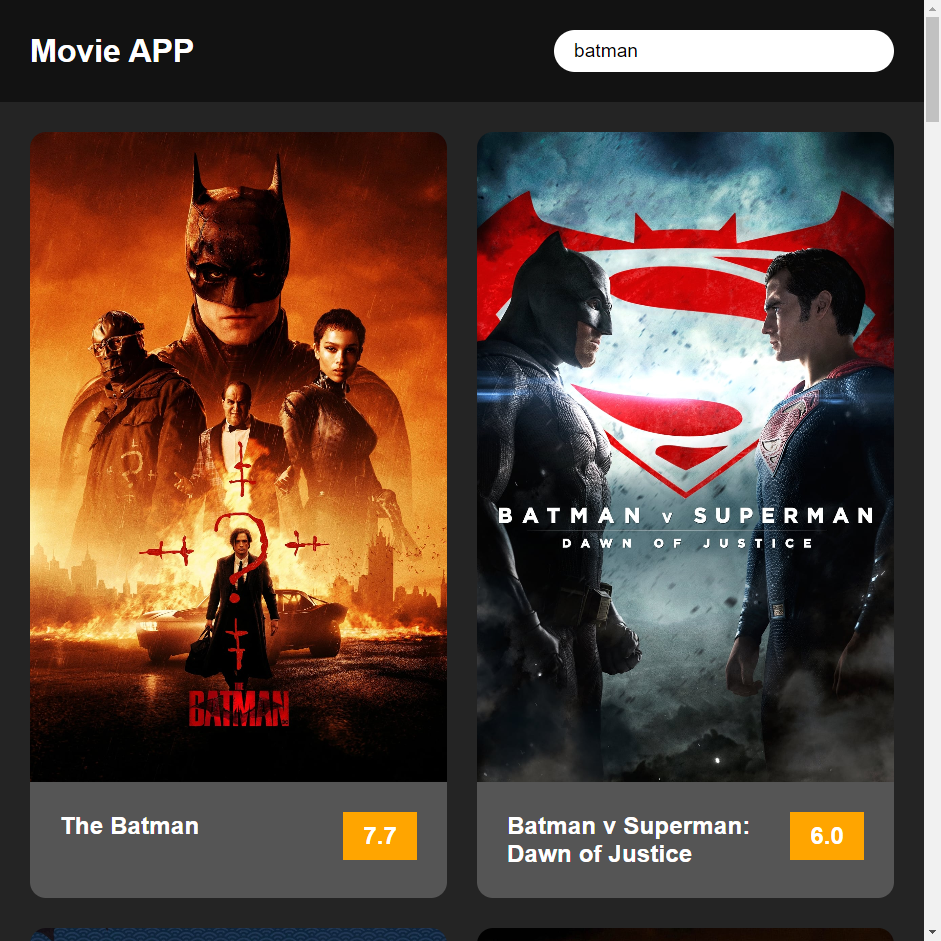 Movie APP
batman
BATMAN
BATMAN v SUPERMAN
DAWN OF JUSTICE
The Batman
7.7
Batman v Superman:
Dawn of Justice
6.0